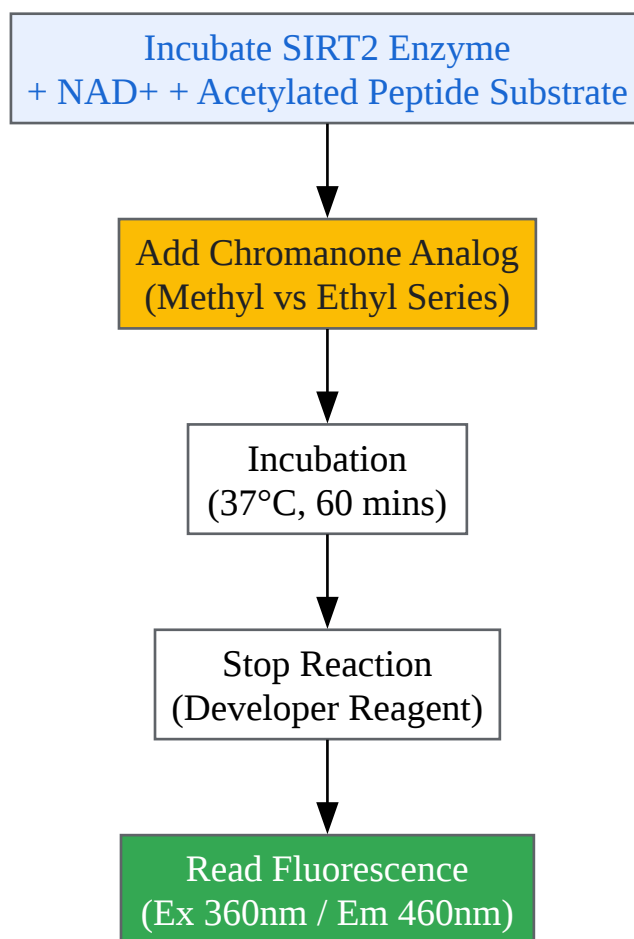 Incubate SIRT2 Enzyme
+ NAD+ + Acetylated Peptide Substrate
Add Chromanone Analog
(Methyl vs Ethyl Series)
Incubation
(37°C, 60 mins)
Stop Reaction
(Developer Reagent)
Read Fluorescence
(Ex 360nm / Em 460nm)